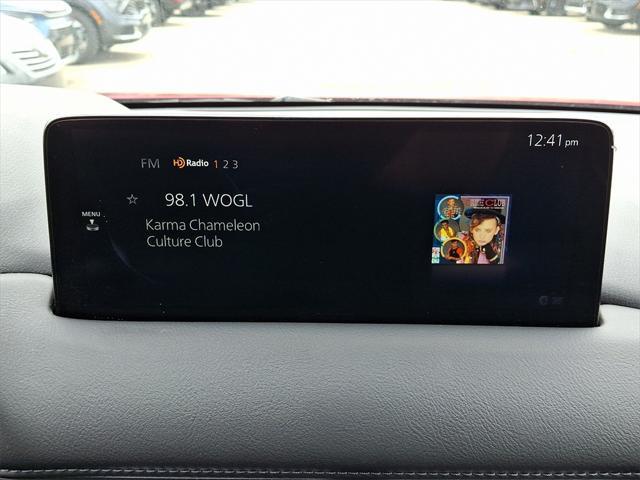 12:41 pm
FM HD Radio 1 2 3
98.1 WOGL
MENU
Karma Chameleon
Culture Club